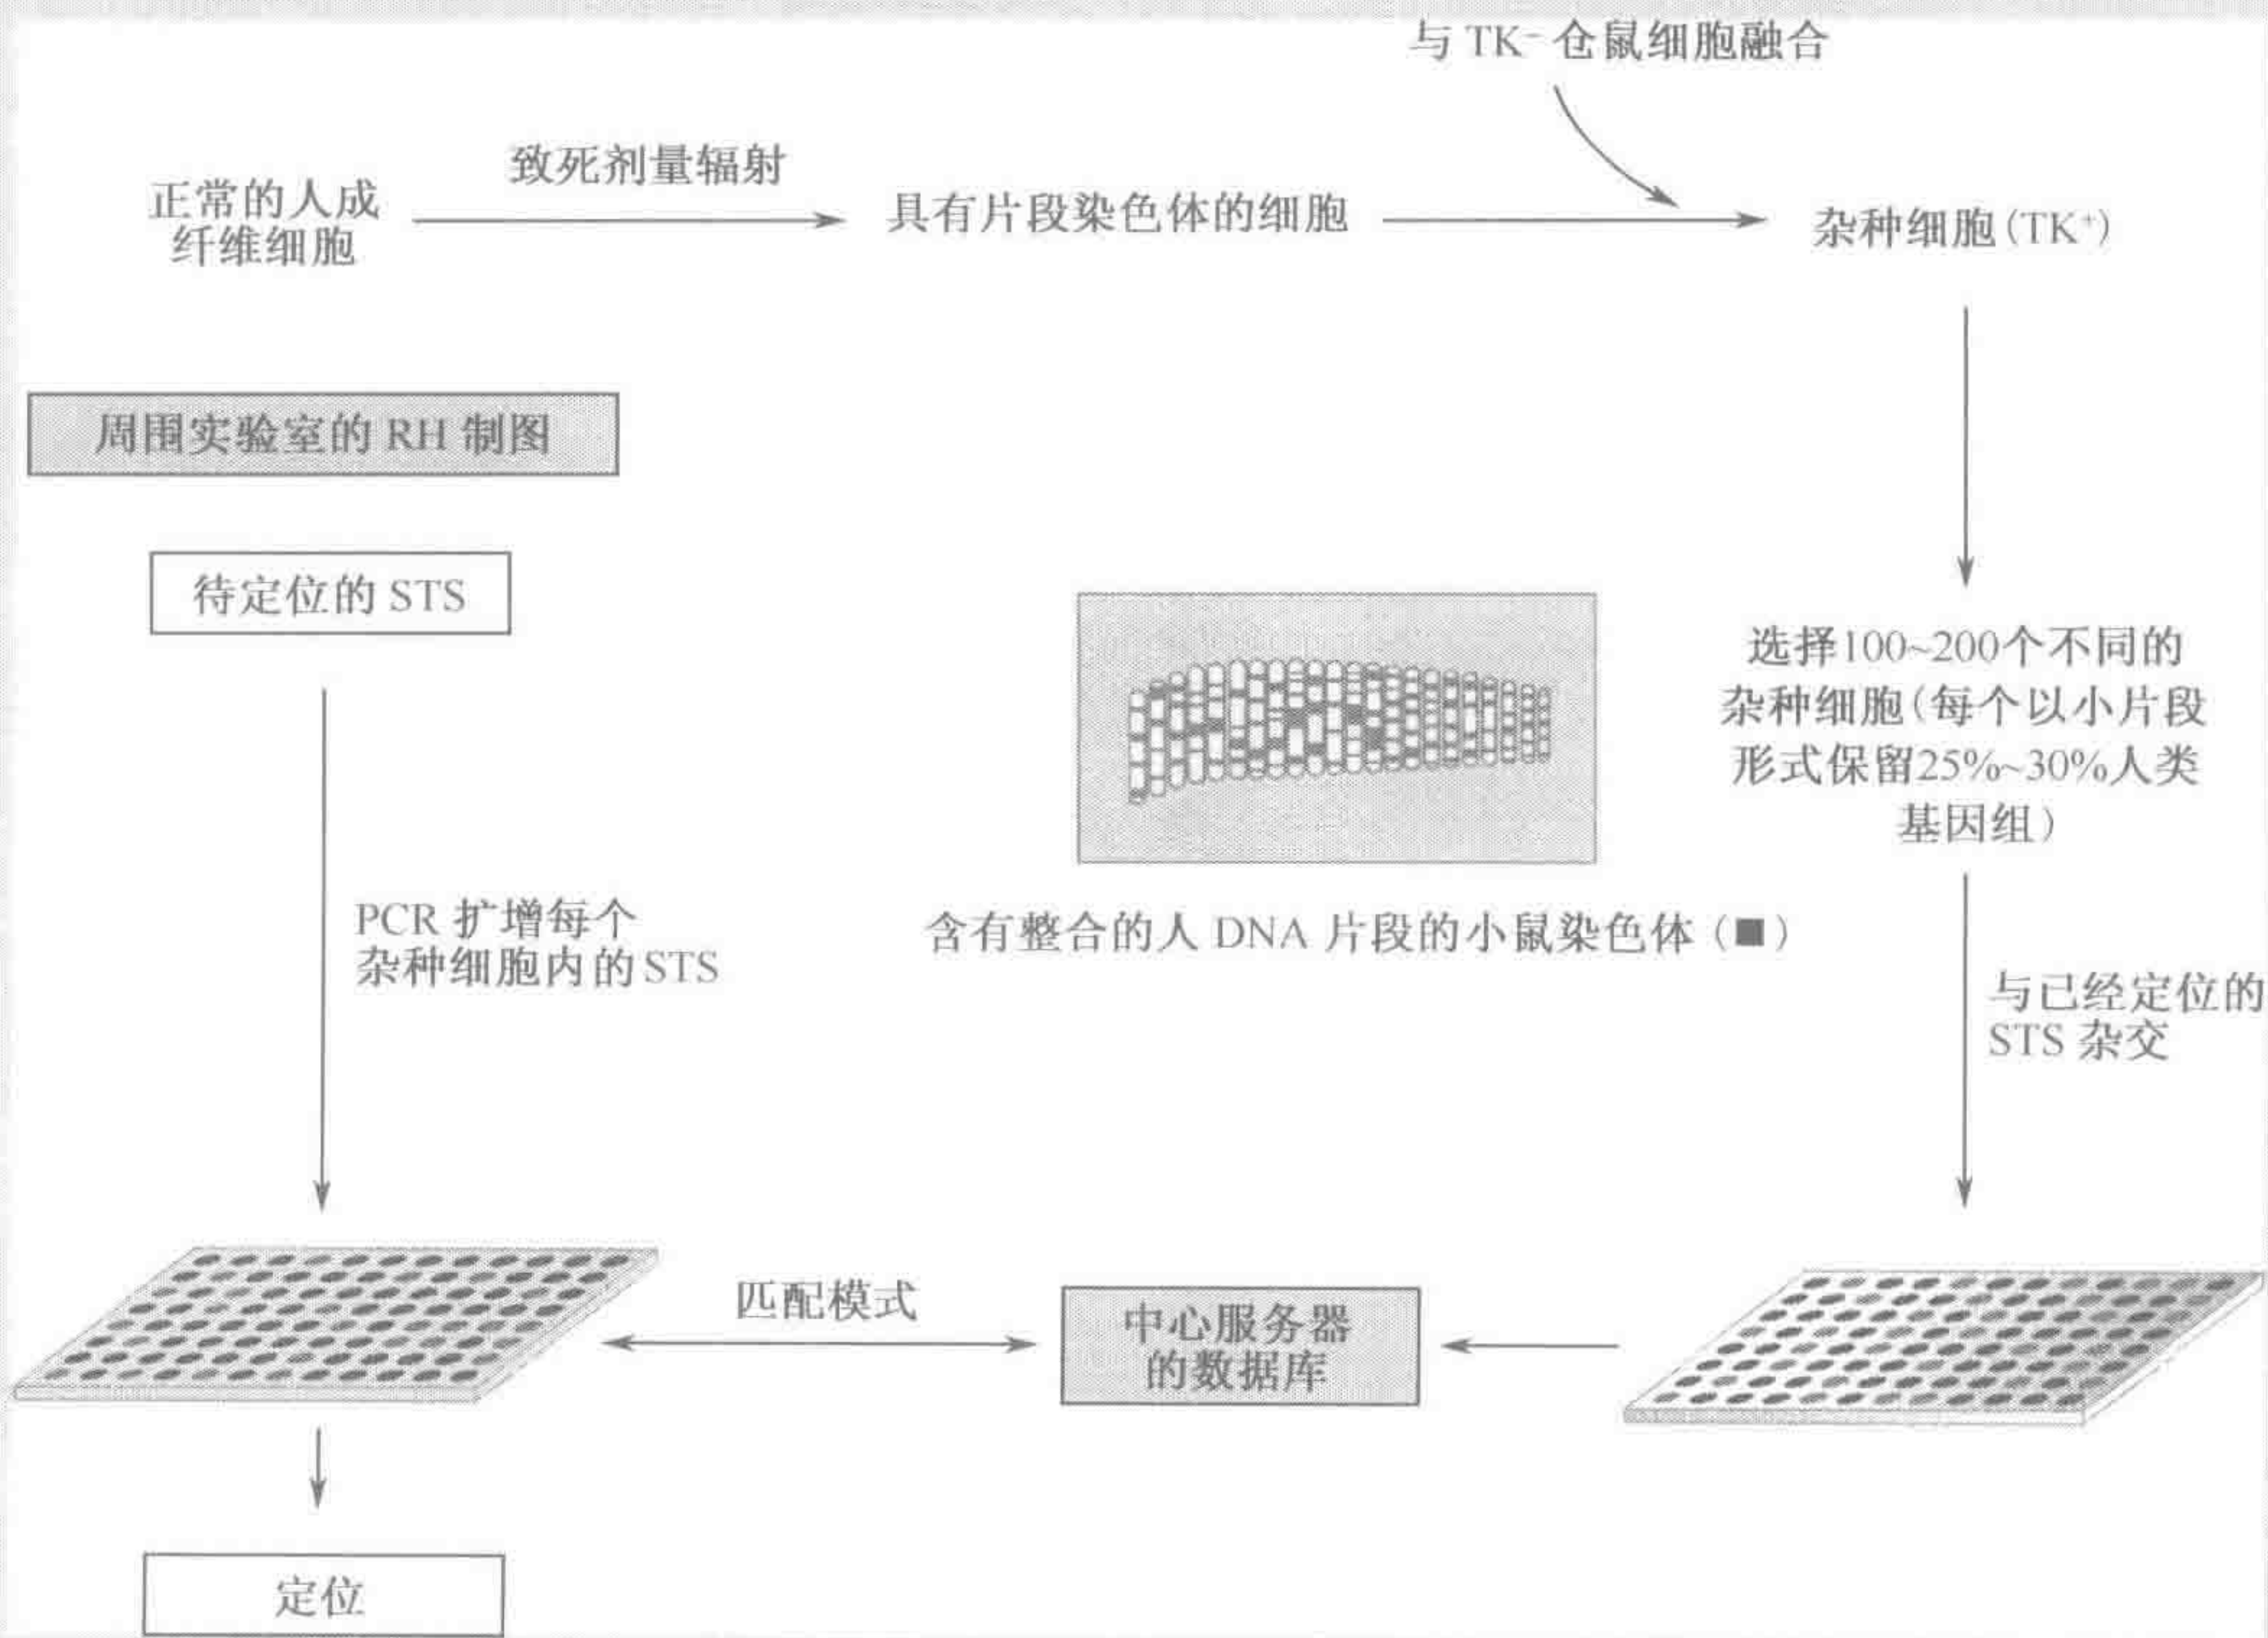 与 TK⁻ 仓鼠细胞融合
致死剂量辐射
正常的人成
纤维细胞
具有片段染色体的细胞
杂种细胞(TK⁺)
周围实验室的 RH 制图
待定位的 STS
选择100~200个不同的
杂种细胞(每个以小片段
形式保留25%~30%人类
基因组)
PCR 扩增每个
杂种细胞内的STS
含有整合的人 DNA 片段的小鼠染色体 (■)
与已经定位的
STS 杂交
匹配模式
中心服务器
的数据库
定位